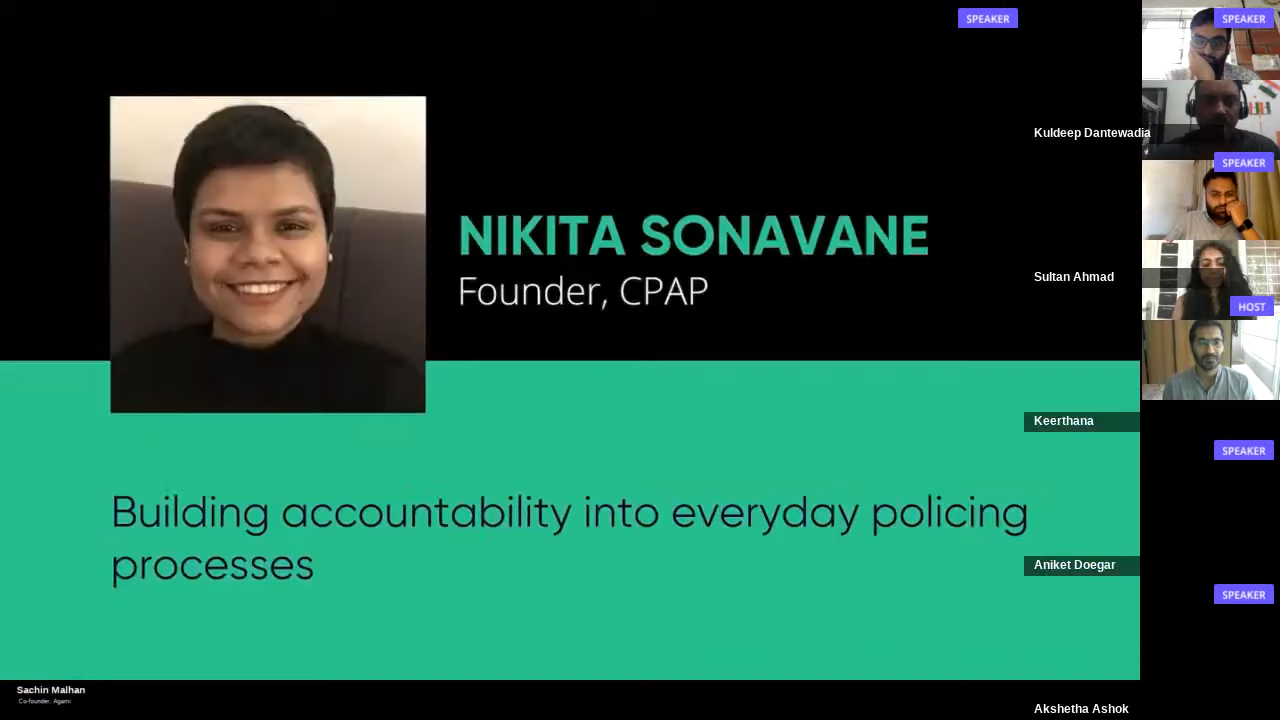 SPEAKER
SPEAKER
Kuldeep Dantewadia
SPEAKER
NIKITA SONAVANE
Founder, CPAP
Sultan Ahmad
HOST
Keerthana
SPEAKER
Building accountability into everyday policing
processes
Aniket Doegar
SPEAKER
Sachin Malhan
Co-founder, Agami
Akshetha Ashok